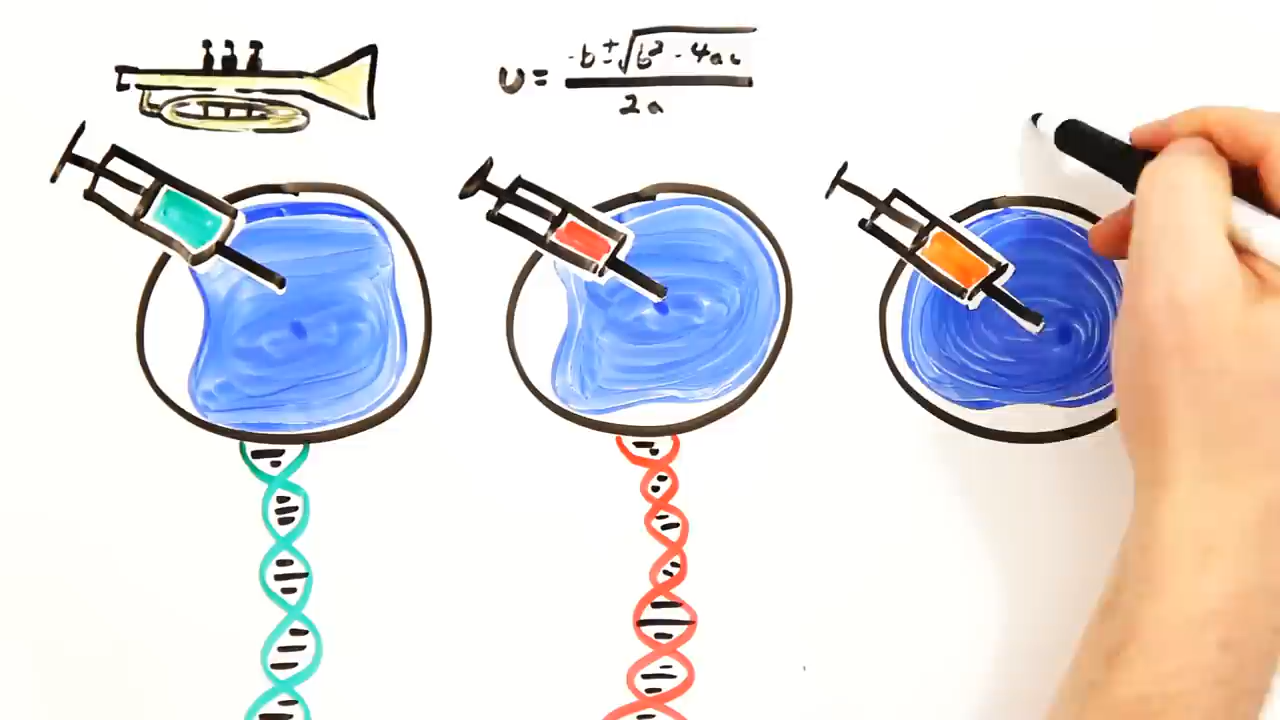 υ = -b ± √b² - 4ac
2a